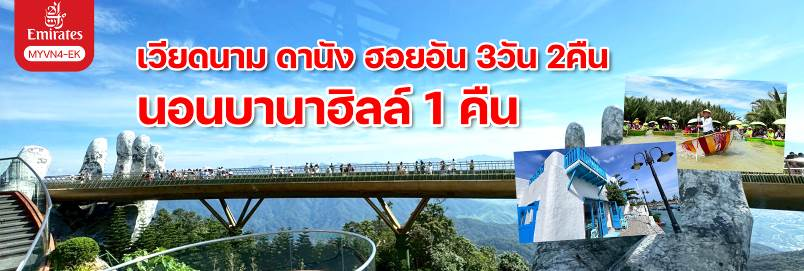 Emirates
MYVN4-EK
เวียดนาม ดานัง ฮอยอัน 3วัน 2คืน
นอนบานาฮิลล์ 1 คืน